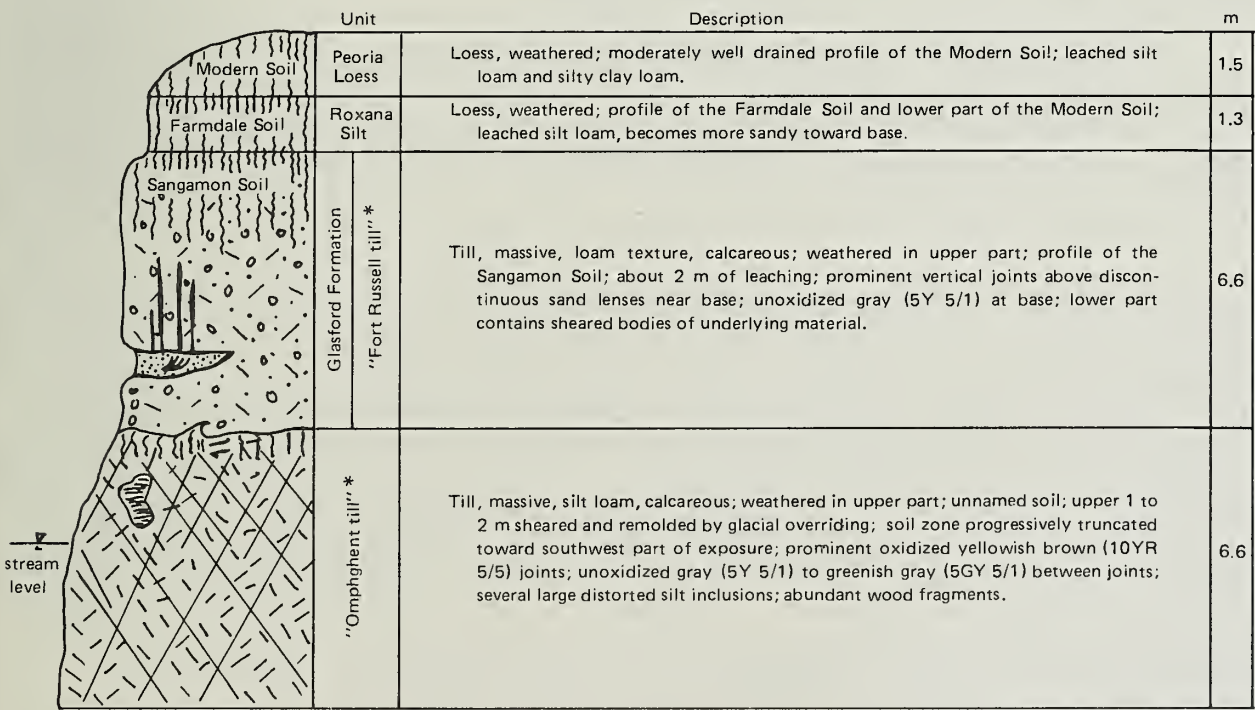 Unit Description m
Modern Soil
Peoria
Loess
Loess, weathered; moderately well drained profile of the Modern Soil; leached silt
loam and silty clay loam.
1.5
Farmdale Soil
Roxana
Silt
Loess, weathered; profile of the Farmdale Soil and lower part of the Modern Soil;
leached silt loam, becomes more sandy toward base.
1.3
Sangamon Soil
Glasford Formation
"Fort Russell till" *
Till, massive, loam texture, calcareous; weathered in upper part; profile of the
Sangamon Soil; about 2 m of leaching; prominent vertical joints above discon-
tinuous sand lenses near base; unoxidized gray (5Y 5/1) at base; lower part
contains sheared bodies of underlying material.
6.6
stream
level
"Omphghent till" *
Till, massive, silt loam, calcareous; weathered in upper part; unnamed soil; upper 1 to
2 m sheared and remolded by glacial overriding; soil zone progressively truncated
toward southwest part of exposure; prominent oxidized yellowish brown (10YR
5/5) joints; unoxidized gray (5Y 5/1) to greenish gray (5GY 5/1) between joints;
several large distorted silt inclusions; abundant wood fragments.
6.6